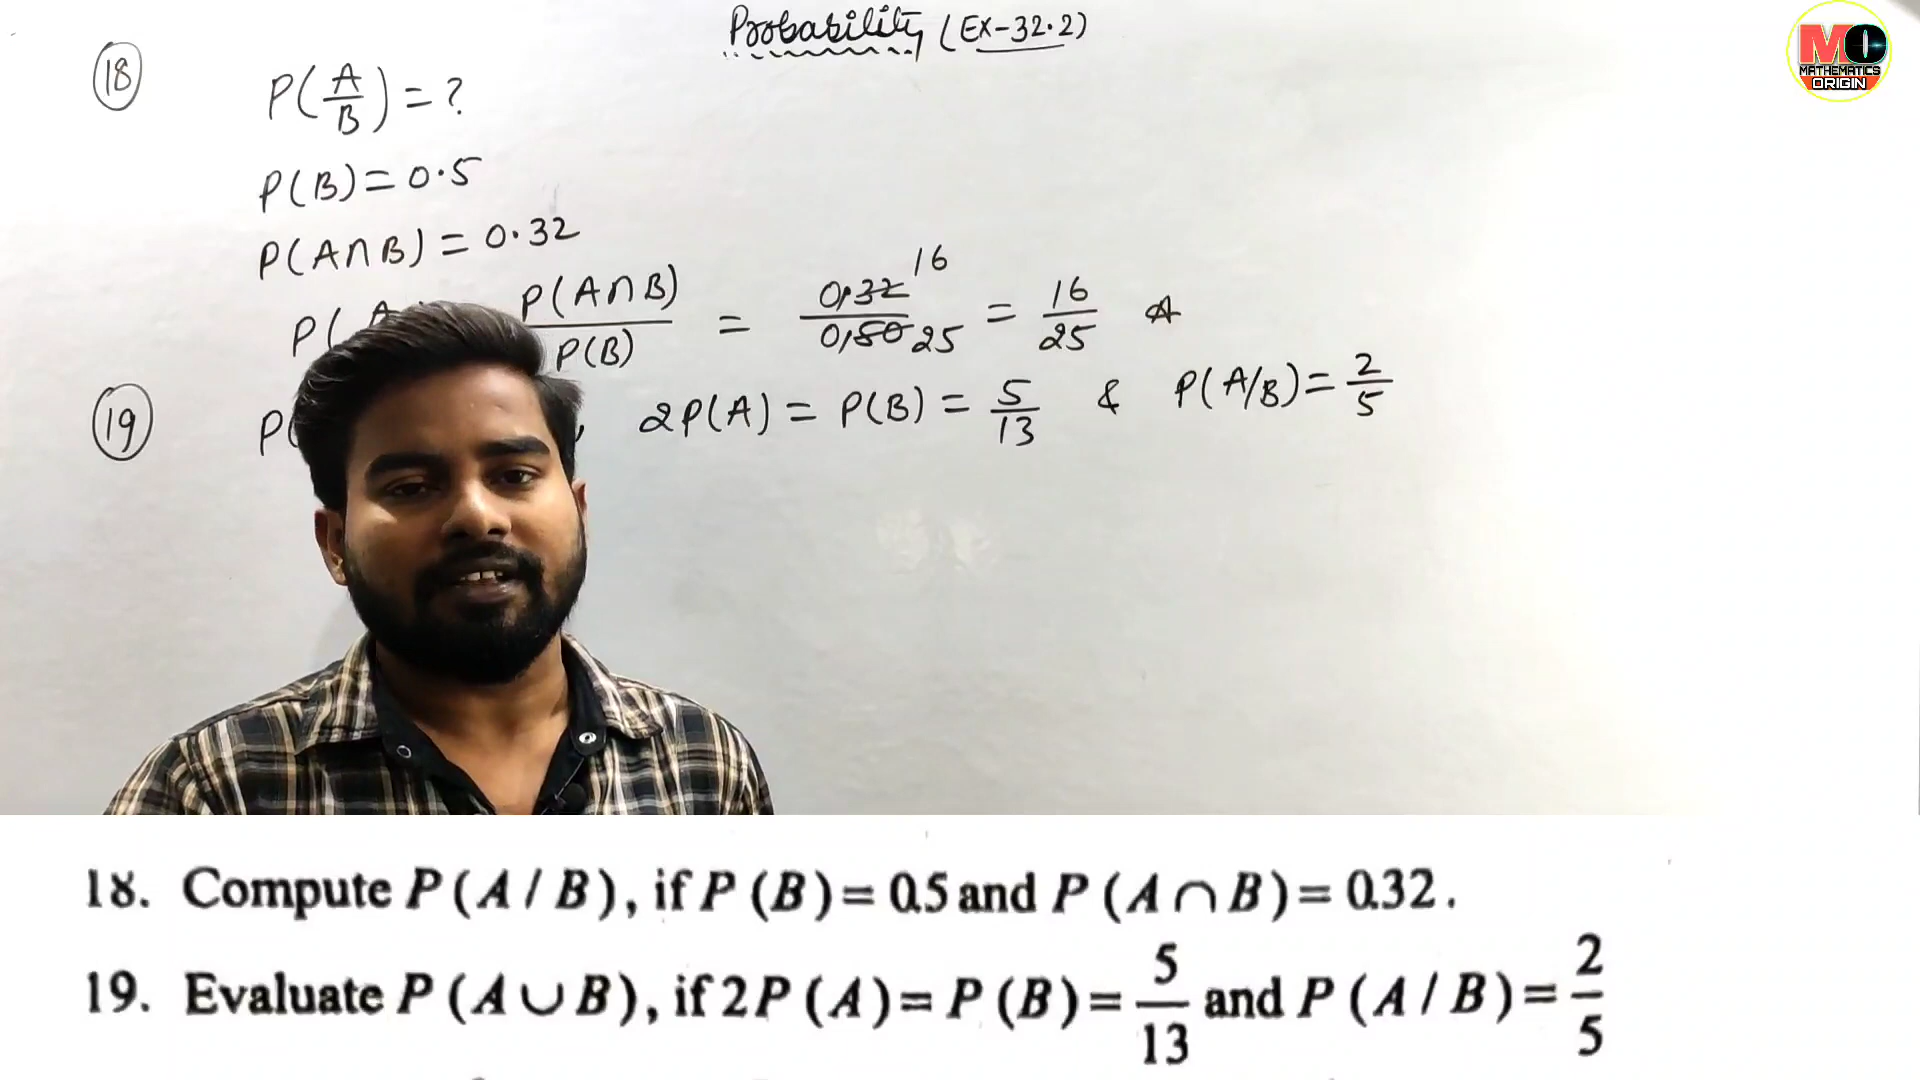 Probability (EX-32.2)
MO
MATHEMATICS
ORIGIN
18
P(A/B) = ?
P(B) = 0.5
P(A∩B) = 0.32
P(A P(A∩B)/P(B) = 0.32/0.50 16 25 = 16/25 A
19 P( , 2P(A) = P(B) = 5/13 & P(A/B) = 2/5
18. Compute P (A / B), if P (B) = 0.5 and P (A ∩ B) = 0.32.
19. Evaluate P (A ∪ B), if 2P (A) = P (B) = 5/13 and P (A / B) = 2/5